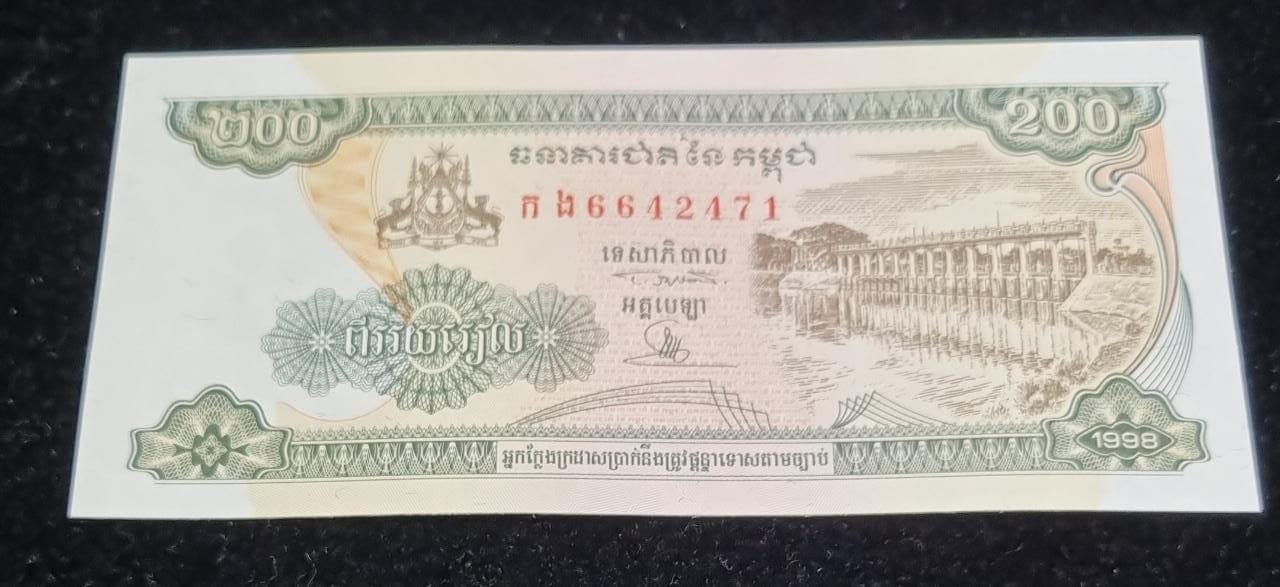 ២០០
200
ធនាគារជាតិ នៃ កម្ពុជា
ក ង 6642471
ទេសាភិបាល
អគ្គបេឡា
ពីររយរៀល
1998
អ្នកក្លែងក្រដាសប្រាក់នឹងត្រូវផ្តន្ទាទោសតាមច្បាប់